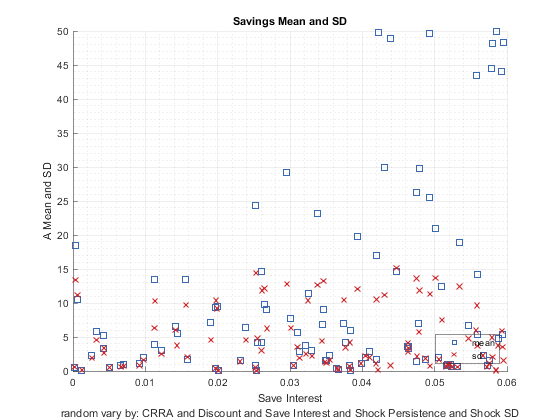 Savings Mean and SD
A Mean and SD
50
45
40
35
30
25
20
15
10
5
0
0 0.01 0.02 0.03 0.04 0.05 0.06
mean
sd
Save Interest
random vary by: CRRA and Discount and Save Interest and Shock Persistence and Shock SD